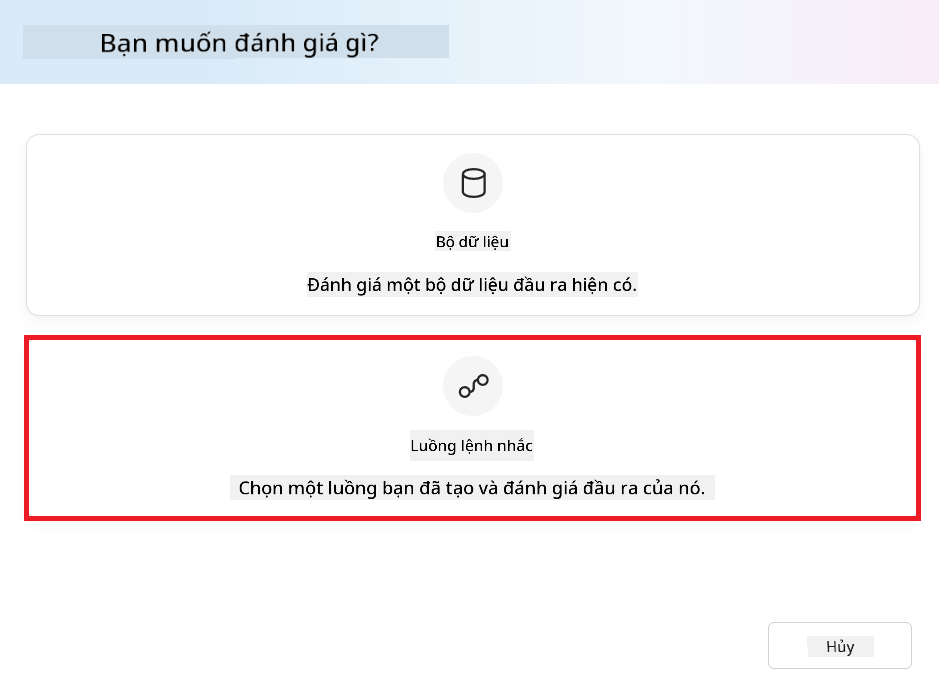 Bạn muốn đánh giá gì?
Bộ dữ liệu
Đánh giá một bộ dữ liệu đầu ra hiện có.
Luồng lệnh nhắc
Chọn một luồng bạn đã tạo và đánh giá đầu ra của nó.
Hủy